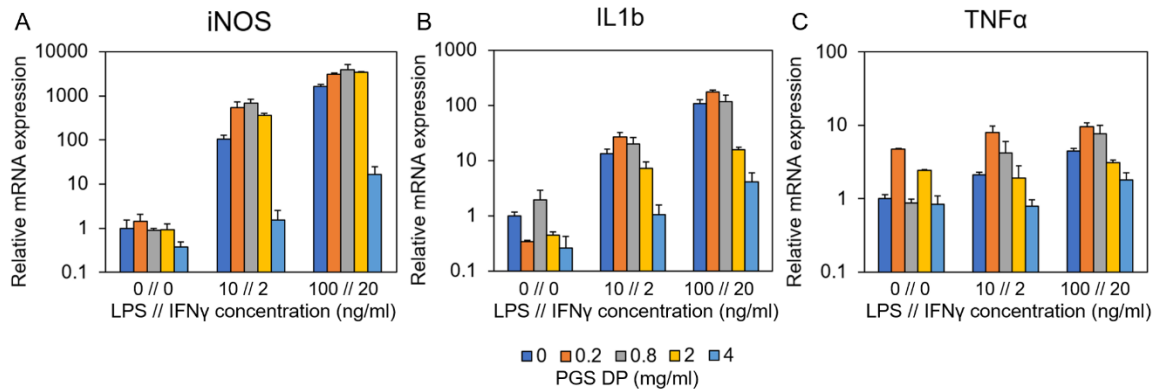 A
iNOS
Relative mRNA expression
10000
1000
100
10
1
0.1
0 // 0
10 // 2
100 // 20
LPS // IFNγ concentration (ng/ml)
B
IL1b
Relative mRNA expression
1000
100
10
1
0.1
0 // 0
10 // 2
100 // 20
LPS // IFNγ concentration (ng/ml)
C
TNFα
Relative mRNA expression
100
10
1
0.1
0 // 0
10 // 2
100 // 20
LPS // IFNγ concentration (ng/ml)
0 0.2 0.8 2 4
PGS DP (mg/ml)